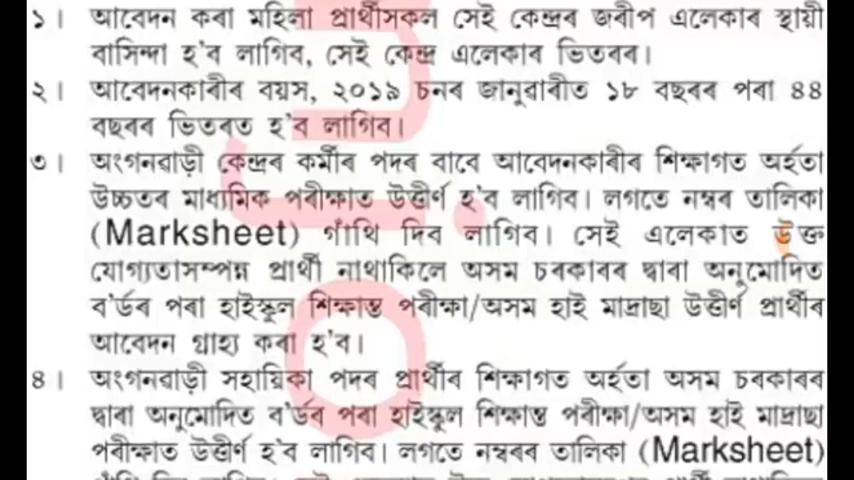 ১। আবেদন কৰা মহিলা প্ৰাৰ্থীসকল সেই কেন্দ্ৰৰ জৰীপ এলেকাৰ স্থায়ী
বাসিন্দা হ'ব লাগিব, সেই কেন্দ্ৰ এলেকাৰ ভিতৰৰ।
২। আবেদনকাৰীৰ বয়স, ২০১৯ চনৰ জানুৱাৰীত ১৮ বছৰৰ পৰা ৪৪
বছৰৰ ভিতৰত হ'ব লাগিব।
৩। অংগনৱাড়ী কেন্দ্ৰৰ কৰ্মীৰ পদৰ বাবে আবেদনকাৰীৰ শিক্ষাগত অৰ্হতা
উচ্চতৰ মাধ্যমিক পৰীক্ষাত উত্তীৰ্ণ হ'ব লাগিব। লগতে নম্বৰ তালিকা
(Marksheet) গাঁথি দিব লাগিব। সেই এলেকাত উক্ত
যোগ্যতাসম্পন্ন প্ৰাৰ্থী নাথাকিলে অসম চৰকাৰৰ দ্বাৰা অনুমোদিত
ব'ৰ্ডৰ পৰা হাইস্কুল শিক্ষান্ত পৰীক্ষা/অসম হাই মাদ্ৰাছা উত্তীৰ্ণ প্ৰাৰ্থীৰ
আবেদন গ্ৰাহ্য কৰা হ'ব।
৪। অংগনৱাড়ী সহায়িকা পদৰ প্ৰাৰ্থীৰ শিক্ষাগত অৰ্হতা অসম চৰকাৰৰ
দ্বাৰা অনুমোদিত ব'ৰ্ডৰ পৰা হাইস্কুল শিক্ষান্ত পৰীক্ষা/অসম হাই মাদ্ৰাছা
পৰীক্ষাত উত্তীৰ্ণ হ'ব লাগিব। লগতে নম্বৰৰ তালিকা (Marksheet)